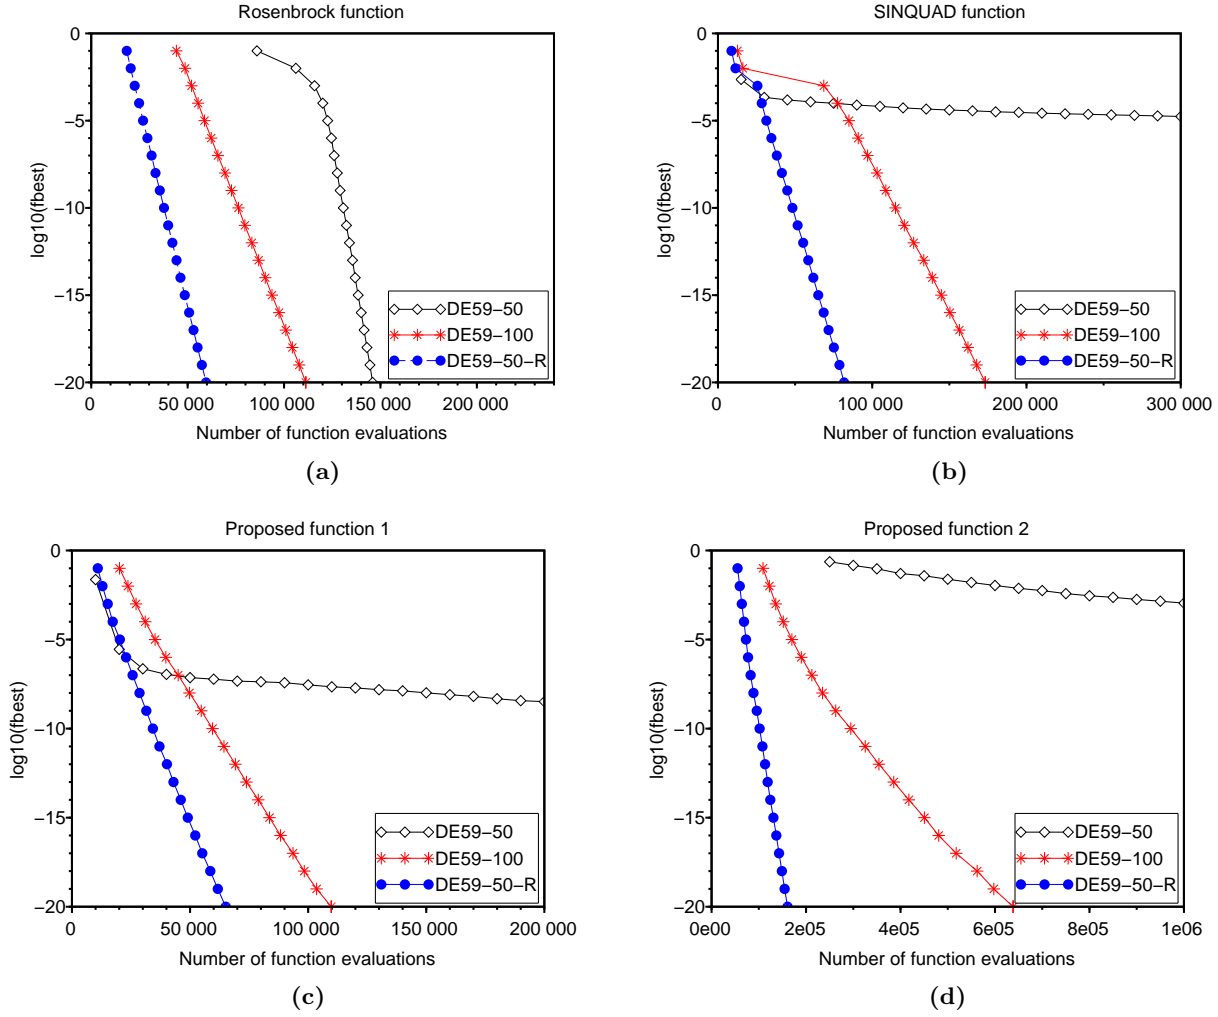 Rosenbrock function
0
−5
−10
−15
−20
log10(fbest)
DE59−50
DE59−100
DE59−50−R
0 50 000 100 000 150 000 200 000
Number of function evaluations
(a)
SINQUAD function
0
−5
−10
−15
−20
log10(fbest)
DE59−50
DE59−100
DE59−50−R
0 100 000 200 000 300 000
Number of function evaluations
(b)
Proposed function 1
0
−5
−10
−15
−20
log10(fbest)
DE59−50
DE59−100
DE59−50−R
0 50 000 100 000 150 000 200 000
Number of function evaluations
(c)
Proposed function 2
0
−5
−10
−15
−20
log10(fbest)
DE59−50
DE59−100
DE59−50−R
0e00 2e05 4e05 6e05 8e05 1e06
Number of function evaluations
(d)